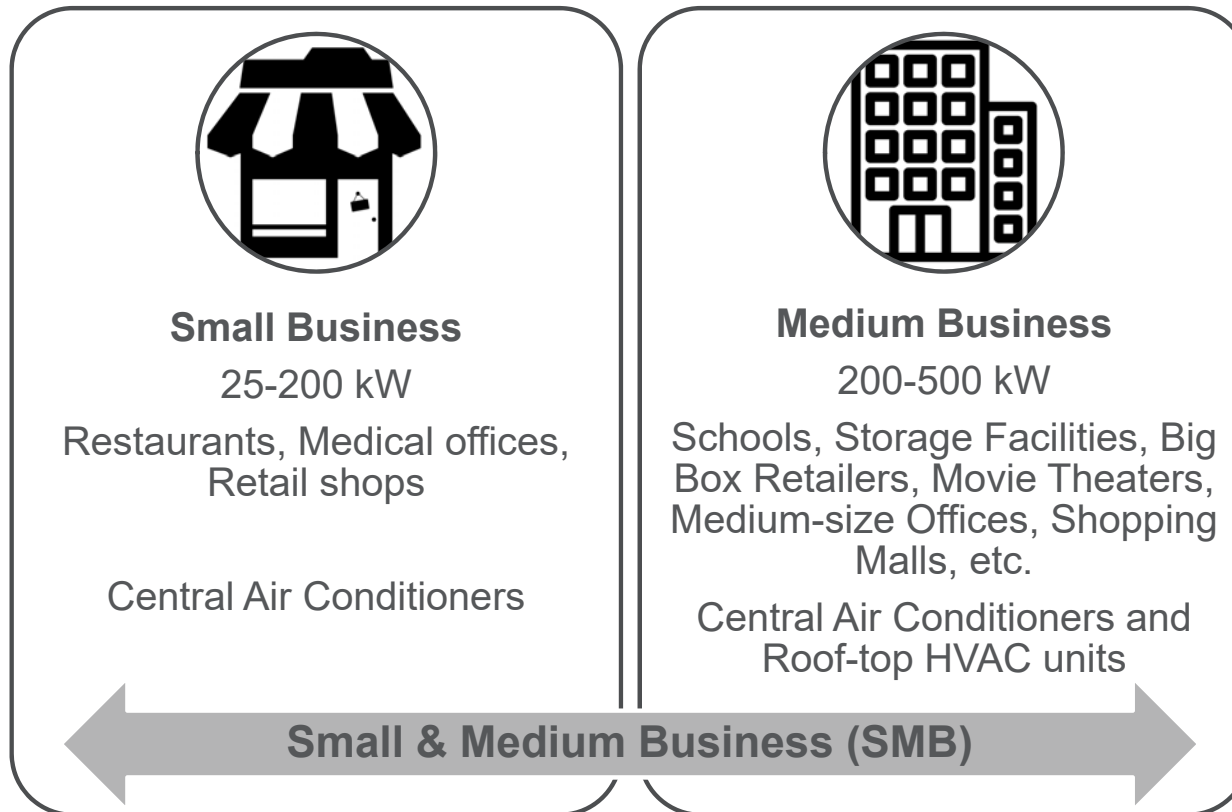 Small Business
25-200 kW
Restaurants, Medical offices,
Retail shops
Central Air Conditioners
Medium Business
200-500 kW
Schools, Storage Facilities, Big
Box Retailers, Movie Theaters,
Medium-size Offices, Shopping
Malls, etc.
Central Air Conditioners and
Roof-top HVAC units
Small & Medium Business (SMB)